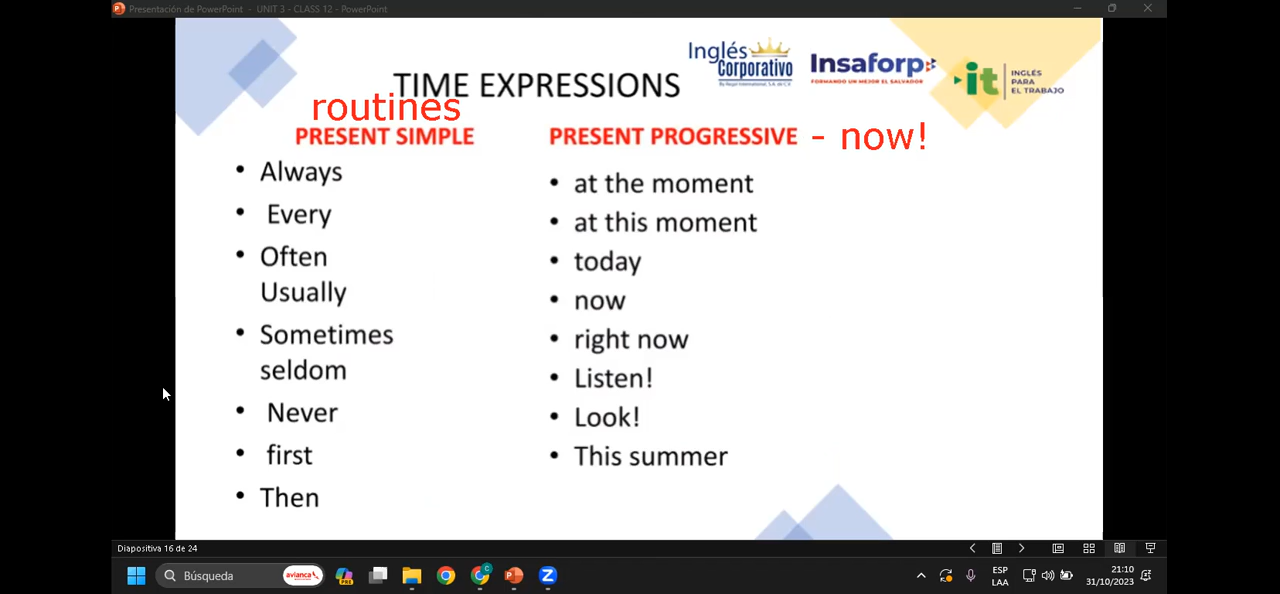 Presentación de PowerPoint - UNIT 3 - CLASS 12 - PowerPoint
Inglés
Corporativo
Insaforp
FORMANDO UN MEJOR EL SALVADOR
it
INGLÉS
PARA
EL TRABAJO
TIME EXPRESSIONS
routines
PRESENT SIMPLE
• Always
• Every
• Often
Usually
• Sometimes
seldom
• Never
• first
• Then
PRESENT PROGRESSIVE - now!
• at the moment
• at this moment
• today
• now
• right now
• Listen!
• Look!
• This summer
Diapositiva 16 de 24
Búsqueda
avianca
PRE
C
ESP
LAA
21:10
31/10/2023